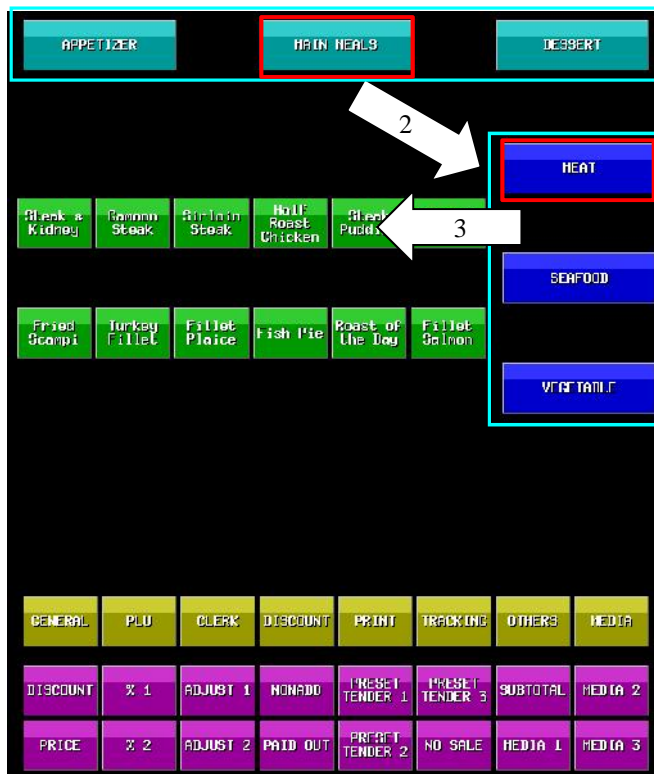 APPETIZER
MAIN MEALS
DESSERT
2
MEAT
Steak &
Kidney
Gammon
Steak
Sirloin
Steak
Half
Roast
Chicken
3
SEAFOOD
Fried
Scampi
Turkey
Fillet
Fillet
Plaice
Fish Pie
Roast of
the Day
Fillet
Salmon
VEGETABLE
GENERAL
PLU
CLERK
DISCOUNT
PRINT
TRACKING
OTHERS
MEDIA
DISCOUNT
% 1
ADJUST 1
NONADD
PRESET
TENDER 1
PRESET
TENDER 3
SUBTOTAL
MEDIA 2
PRICE
% 2
ADJUST 2
PAID OUT
PRESET
TENDER 2
NO SALE
MEDIA 1
MEDIA 3